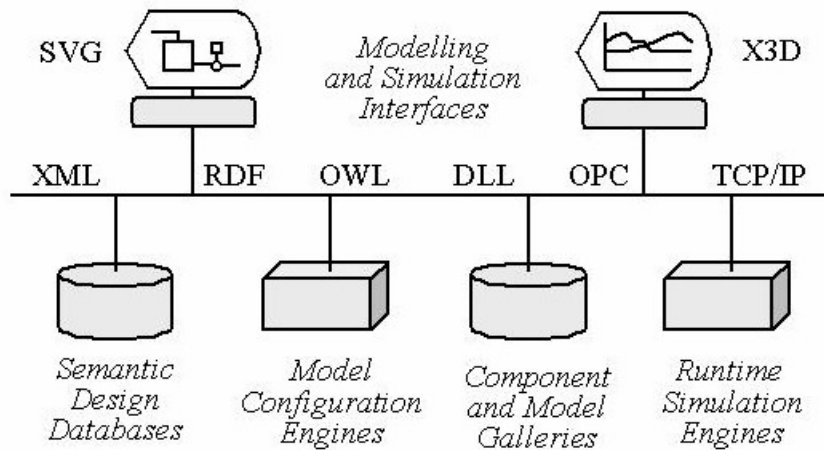 SVG
Modelling
and Simulation
Interfaces
X3D
XML RDF OWL DLL OPC TCP/IP
Semantic
Design
Databases
Model
Configuration
Engines
Component
and Model
Galleries
Runtime
Simulation
Engines